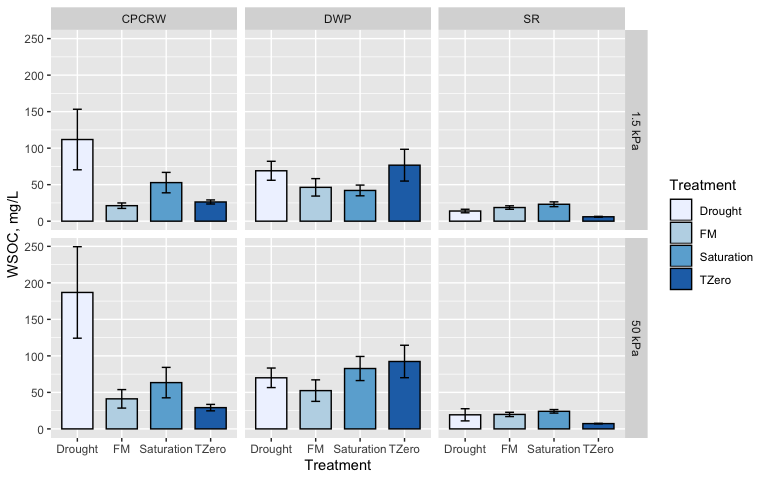 CPCRW DWP SR
250
200
150
100
50
0
1.5 kPa
250
200
150
100
50
0
50 kPa
WSOC, mg/L
Drought FM Saturation TZero Drought FM Saturation TZero Drought FM Saturation TZero
Treatment
Treatment
Drought
FM
Saturation
TZero